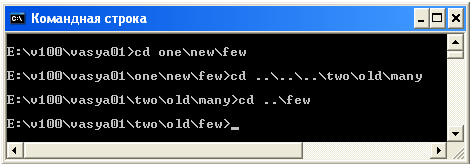 Командная строка
E:\v100\vasya01>cd one\new\few
E:\v100\vasya01\one\new\few>cd ..\..\..\two\old\many
E:\v100\vasya01\two\old\many>cd ..\few
E:\v100\vasya01\two\old\few>_